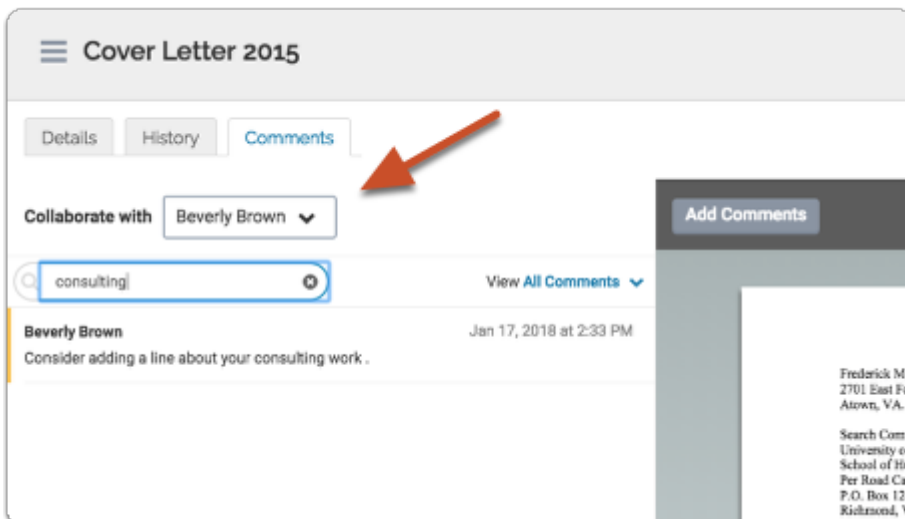 Cover Letter 2015
Details History Comments
Collaborate with Beverly Brown
Add Comments
consulting
View All Comments
Beverly Brown Jan 17, 2018 at 2:33 PM
Consider adding a line about your consulting work .
Frederick M
2701 East F
Atown, VA.
Search Com
University
School of H
Per Road Ca
P.O. Box 12
Richmond,